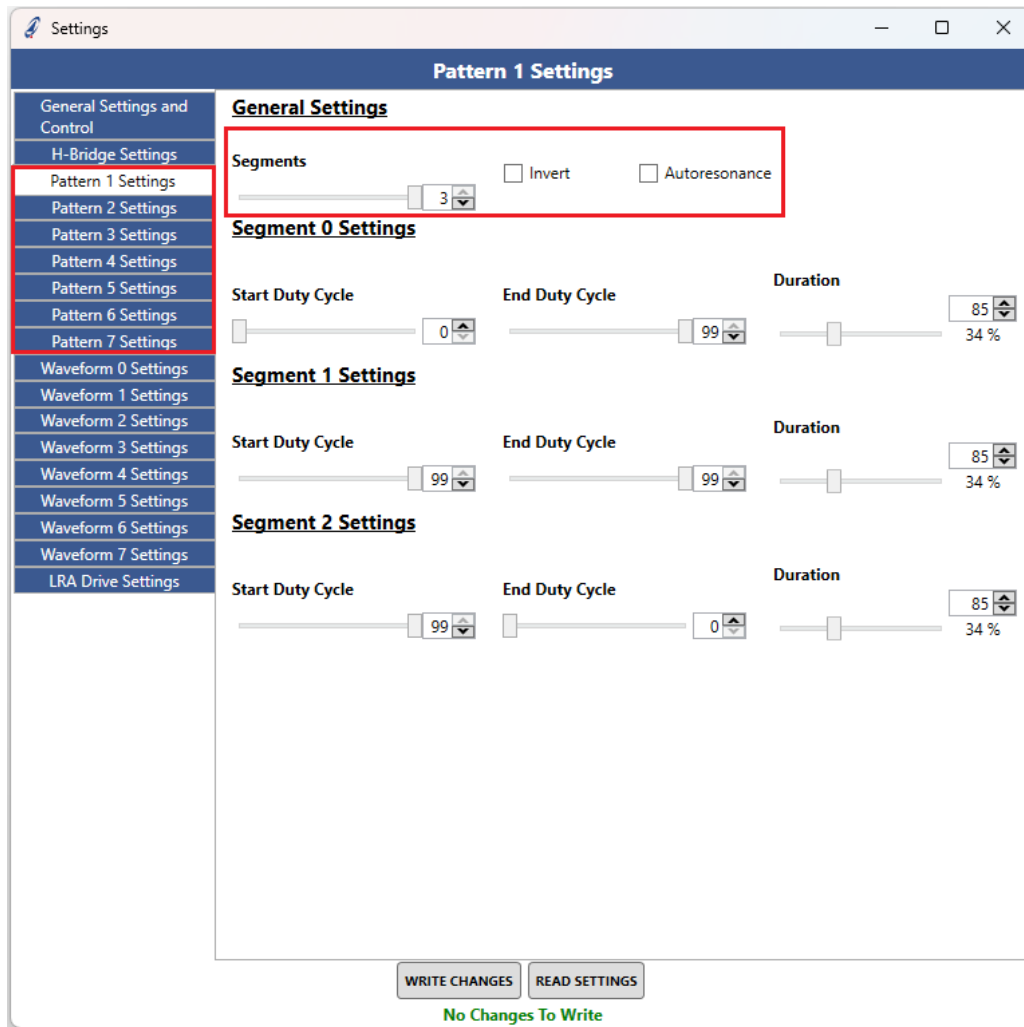 Settings
Pattern 1 Settings
General Settings and
Control
H-Bridge Settings
Pattern 1 Settings
Pattern 2 Settings
Pattern 3 Settings
Pattern 4 Settings
Pattern 5 Settings
Pattern 6 Settings
Pattern 7 Settings
Waveform 0 Settings
Waveform 1 Settings
Waveform 2 Settings
Waveform 3 Settings
Waveform 4 Settings
Waveform 5 Settings
Waveform 6 Settings
Waveform 7 Settings
LRA Drive Settings
General Settings
Segments
3
Invert
Autoresonance
Segment 0 Settings
Start Duty Cycle
0
End Duty Cycle
99
Duration
85
34 %
Segment 1 Settings
Start Duty Cycle
99
End Duty Cycle
99
Duration
85
34 %
Segment 2 Settings
Start Duty Cycle
99
End Duty Cycle
0
Duration
85
34 %
WRITE CHANGES
READ SETTINGS
No Changes To Write